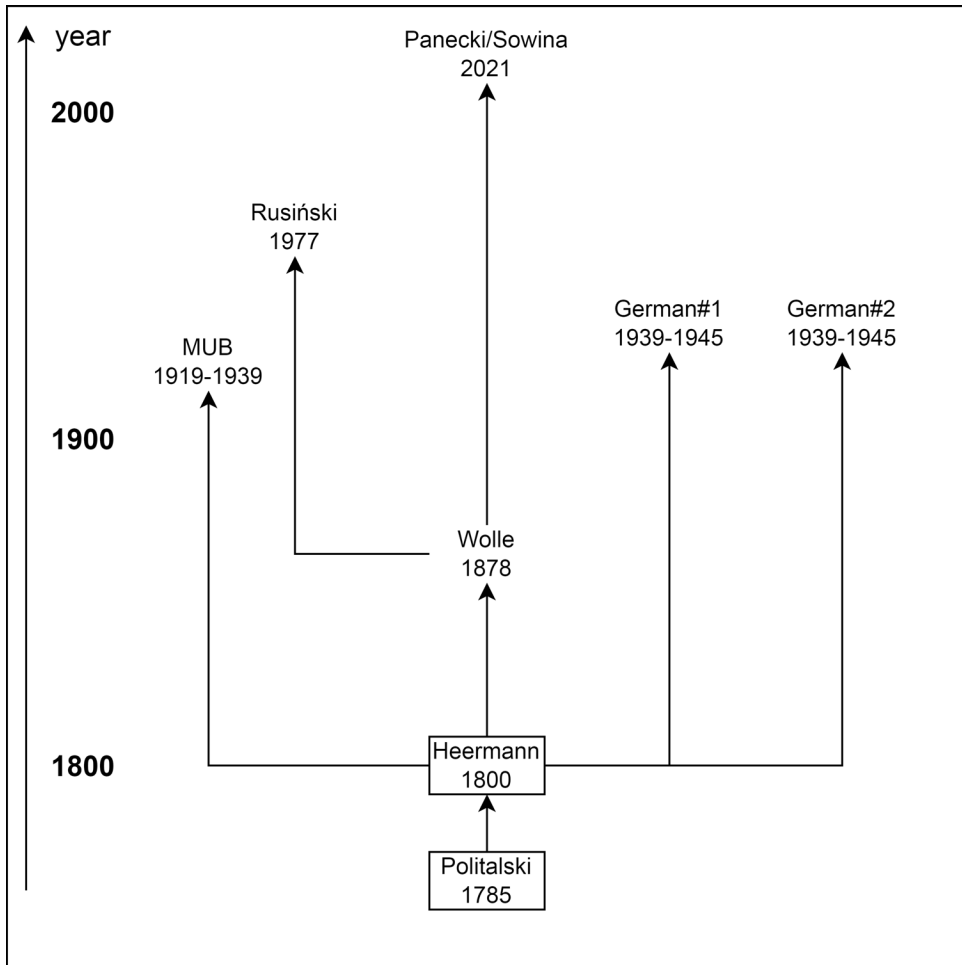 year
Panecki/Sowina
2021
2000
Rusiński
1977
German#1
1939-1945
German#2
1939-1945
MUB
1919-1939
1900
Wolle
1878
Heermann
1800
1800
Politalski
1785